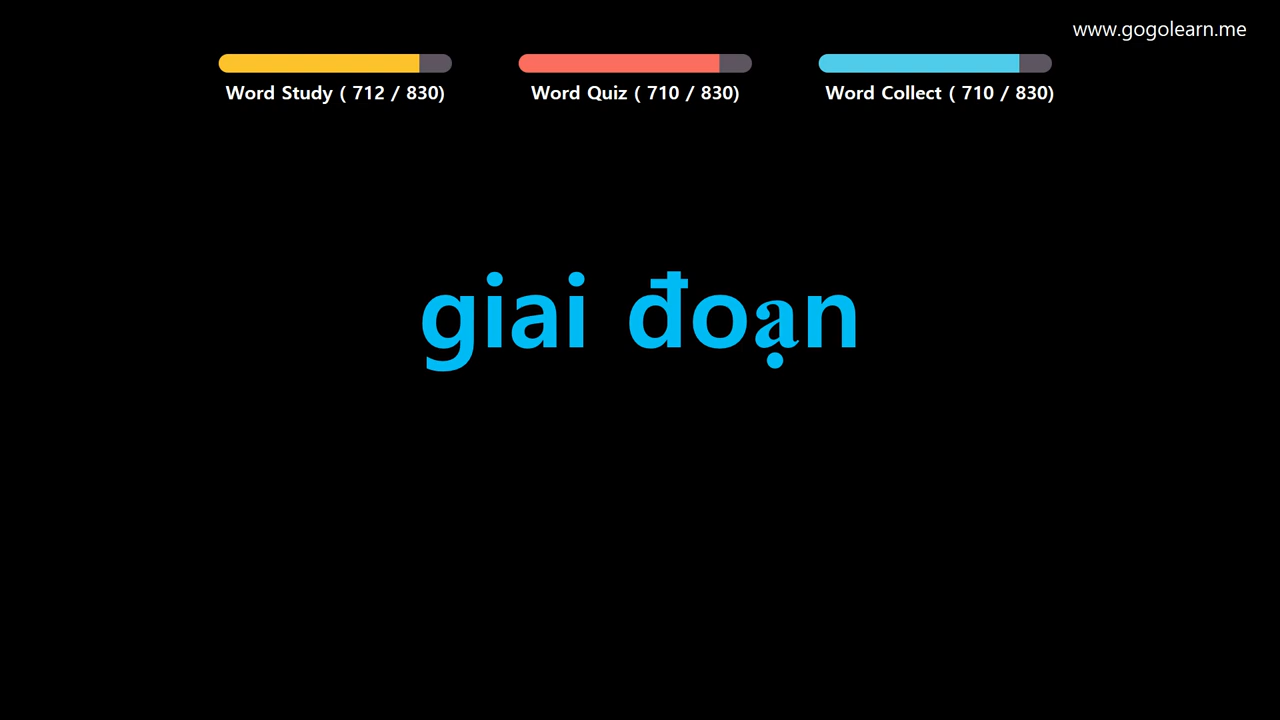 www.gogolearn.me
Word Study ( 712 / 830)
Word Quiz ( 710 / 830)
Word Collect ( 710 / 830)
giai đoạn